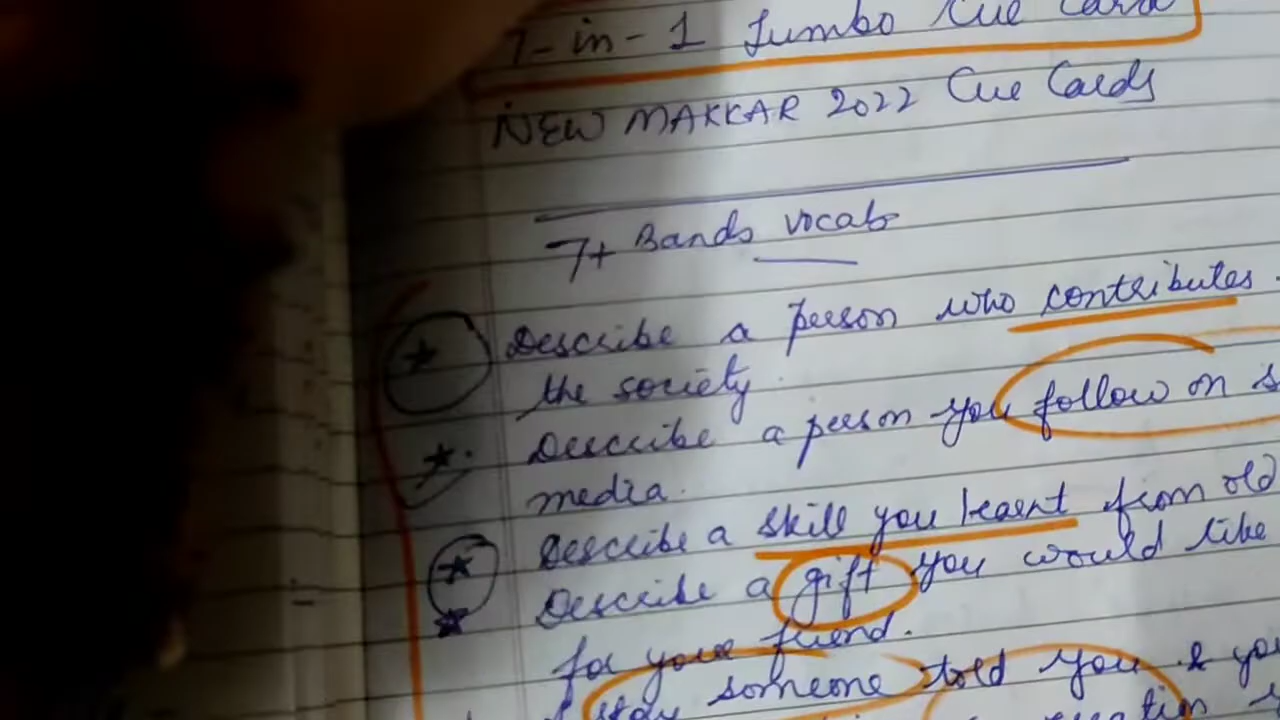 7-in-1 Jumbo Cue Card
NEW MAKKAR 2022 Cue Cards
7+ Bands vocab
Describe a person who contributes
the society.
Describe a person you follow on s
media.
Describe a skill you learnt from old
Describe a gift you would like
for your friend.
someone told you & you